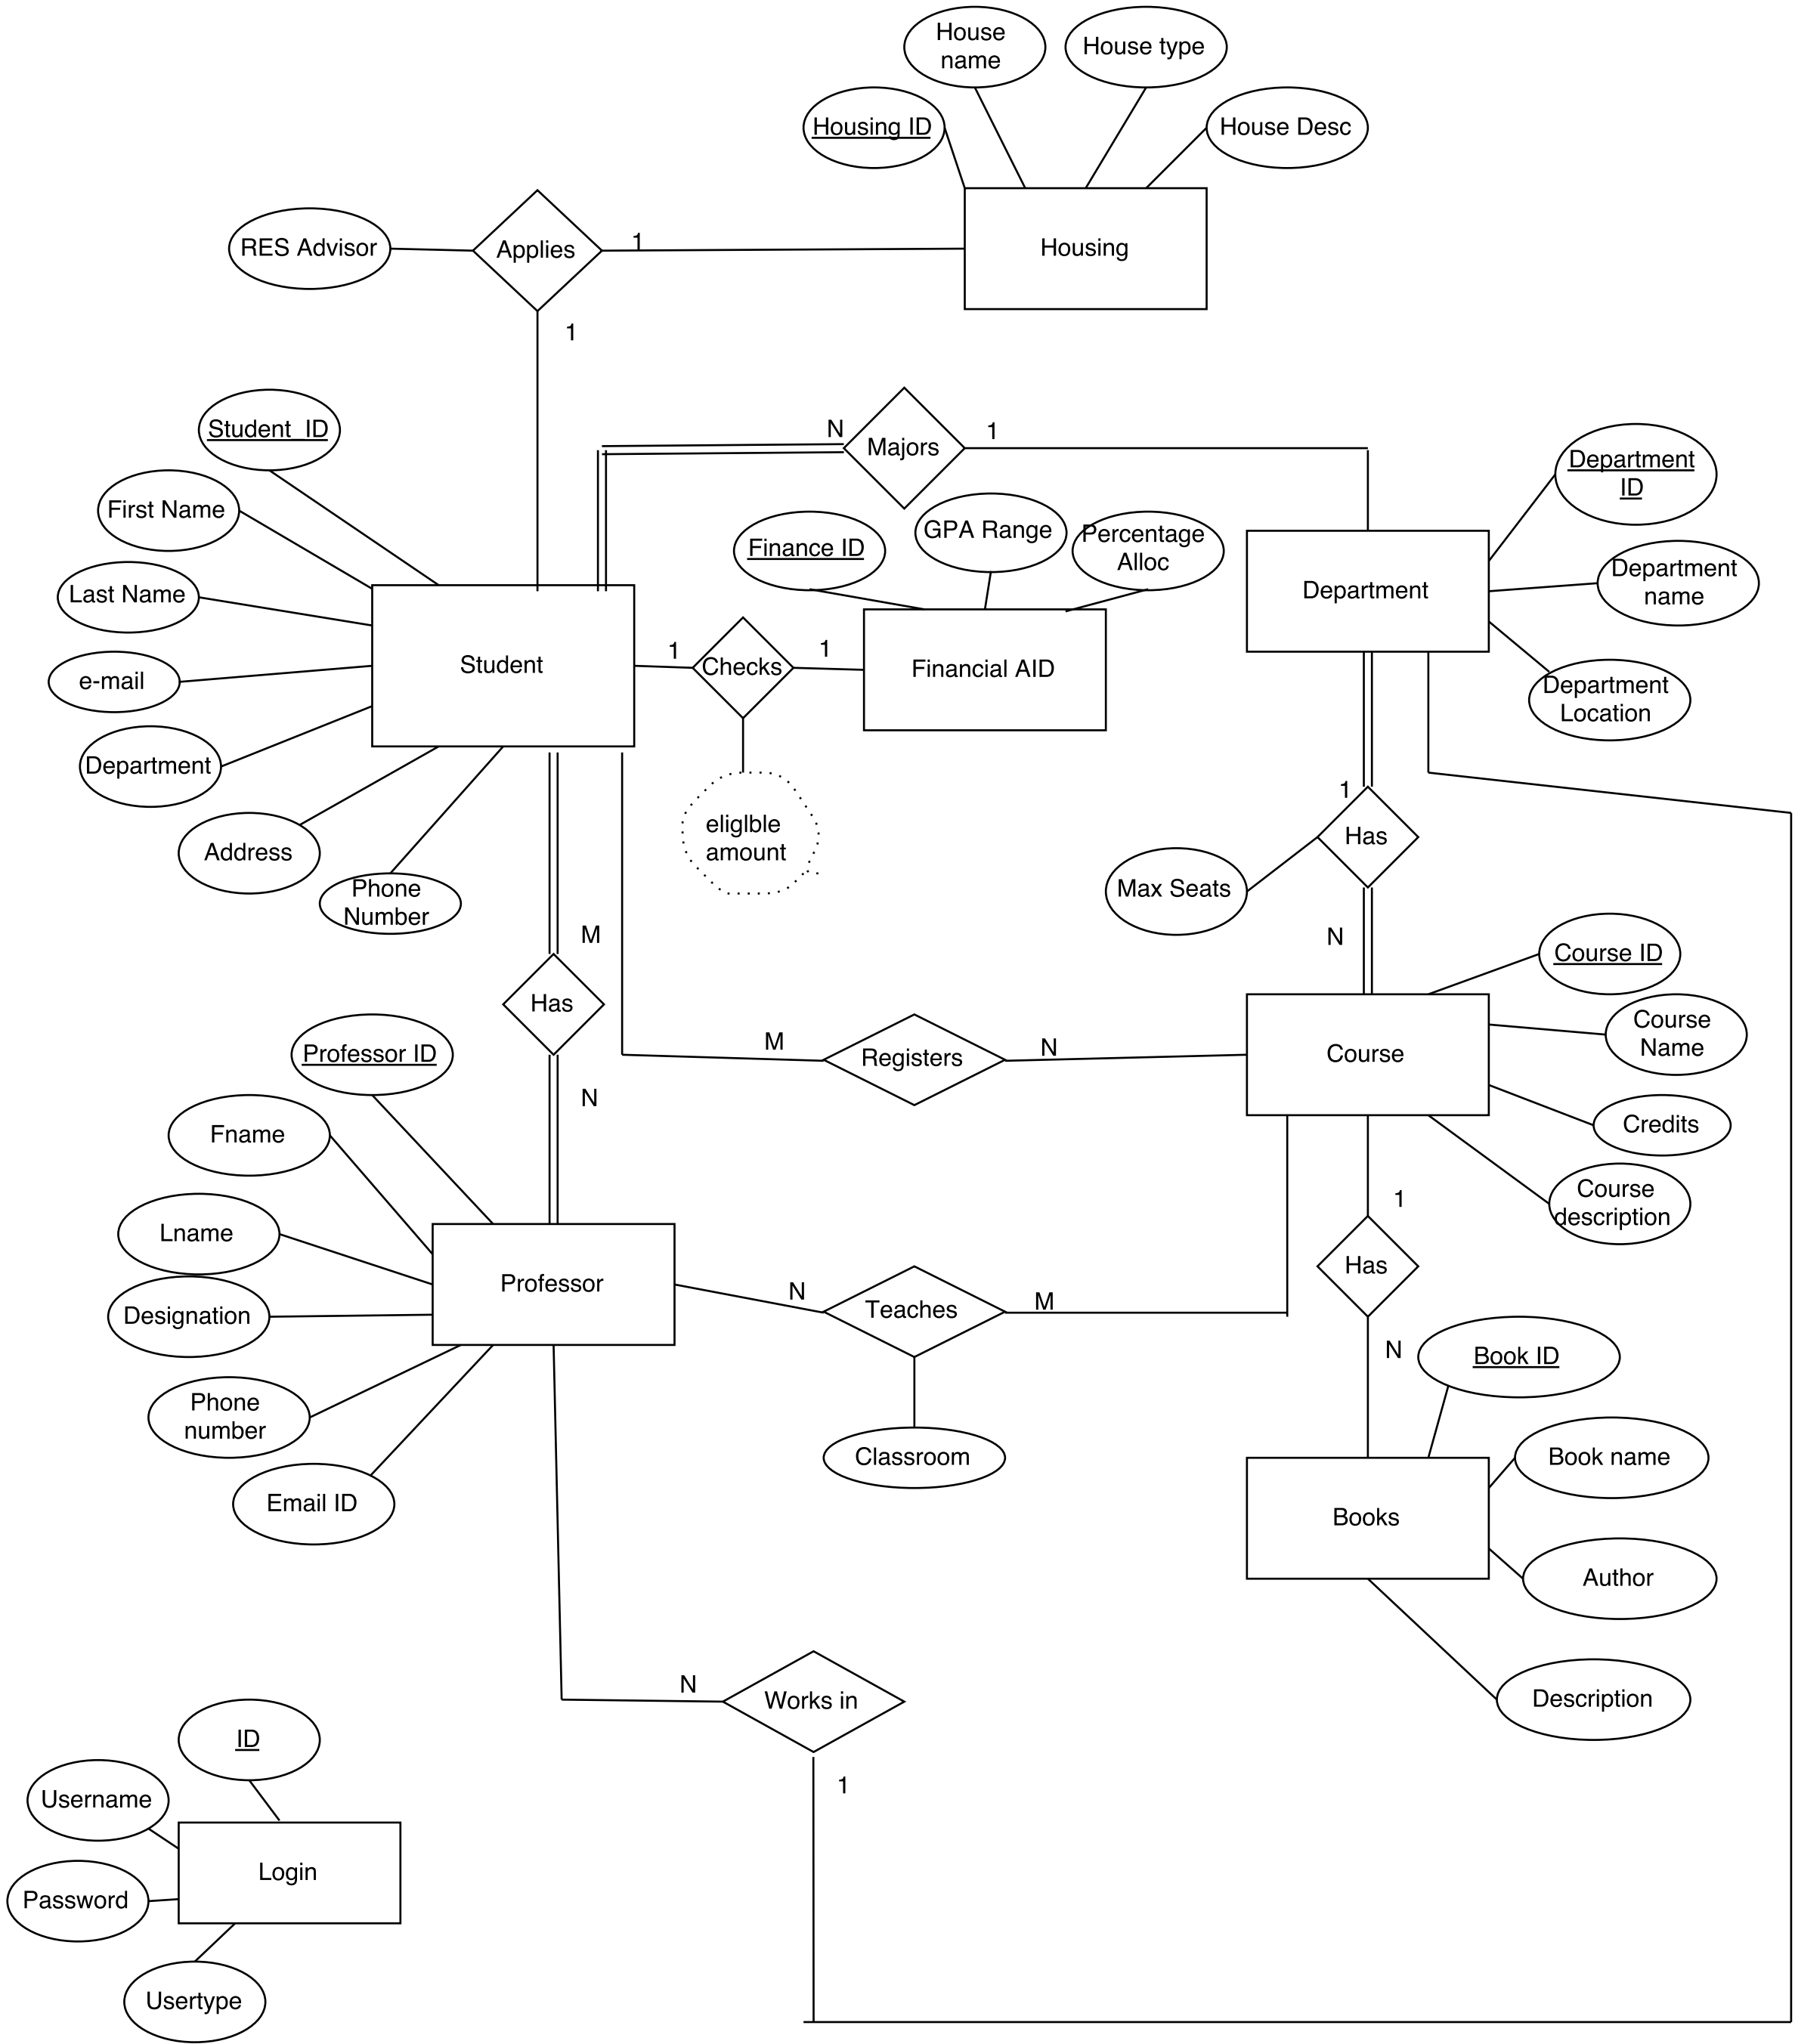 House
name
House type
Housing ID
House Desc
RES Advisor
Applies
1
Housing
1
Student_ID
N
Majors
1
Department
ID
First Name
Finance ID
GPA Range
Percentage
Alloc
Last Name
Department
Department
name
Student
1
Checks
1
Financial AID
e-mail
Department
Location
Department
eligIble
amount
1
Has
Address
Max Seats
Phone
Number
M
N
Course ID
Has
Professor ID
M
Registers
N
Course
Course
Name
N
Fname
Credits
Lname
1
Course
description
Professor
N
Teaches
M
Has
Designation
N
Book ID
Phone
number
Classroom
Book name
Email ID
Books
Author
N
Works in
Description
ID
1
Username
Login
Password
Usertype